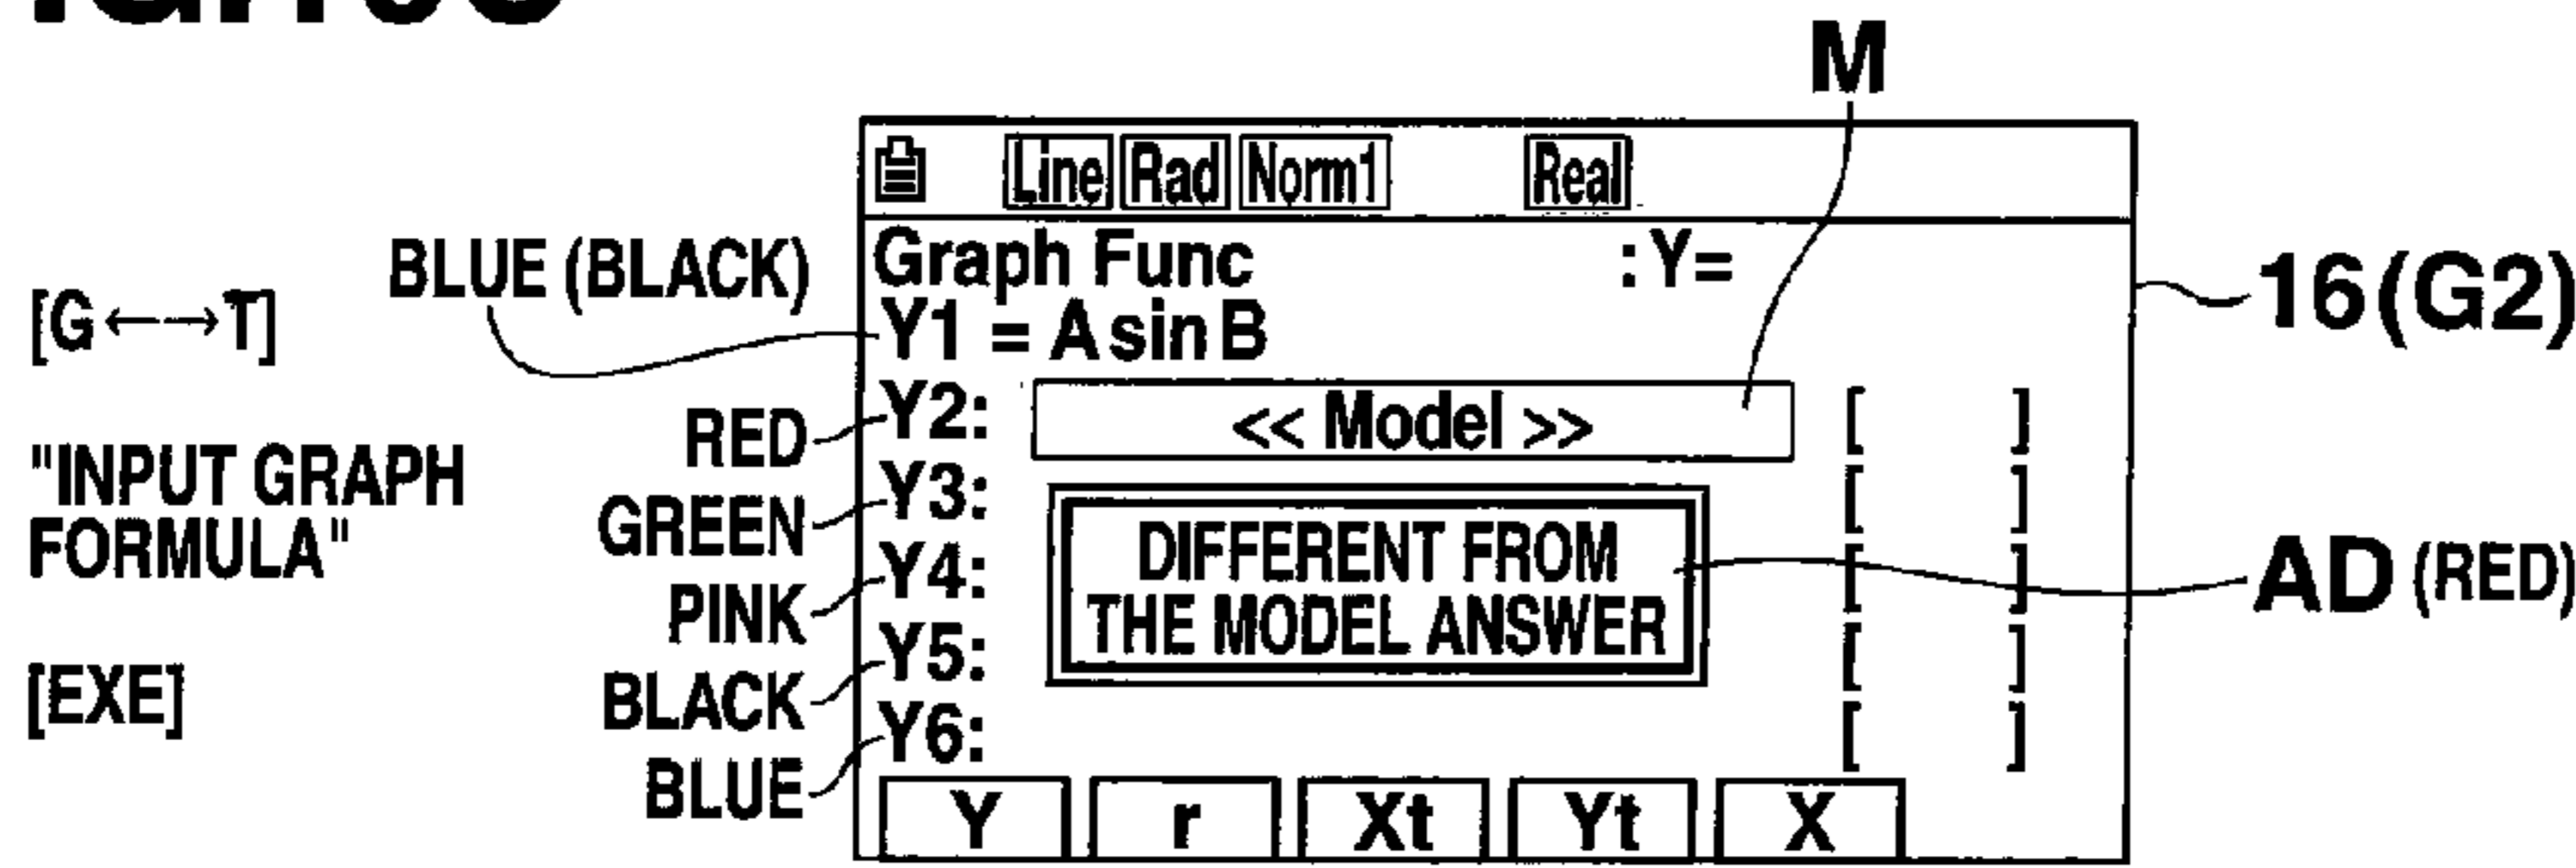 M
Line Rad Norm1 Real
Graph Func :Y=
16(G2)
BLUE (BLACK)
[G←→T]
Y1 = A sin B
RED Y2: << Model >> [ ]
"INPUT GRAPH
FORMULA"
GREEN Y3: [ ]
DIFFERENT FROM
THE MODEL ANSWER
AD (RED)
PINK Y4: [ ]
[EXE]
BLACK Y5: [ ]
BLUE Y6: [ ]
Y r Xt Yt X